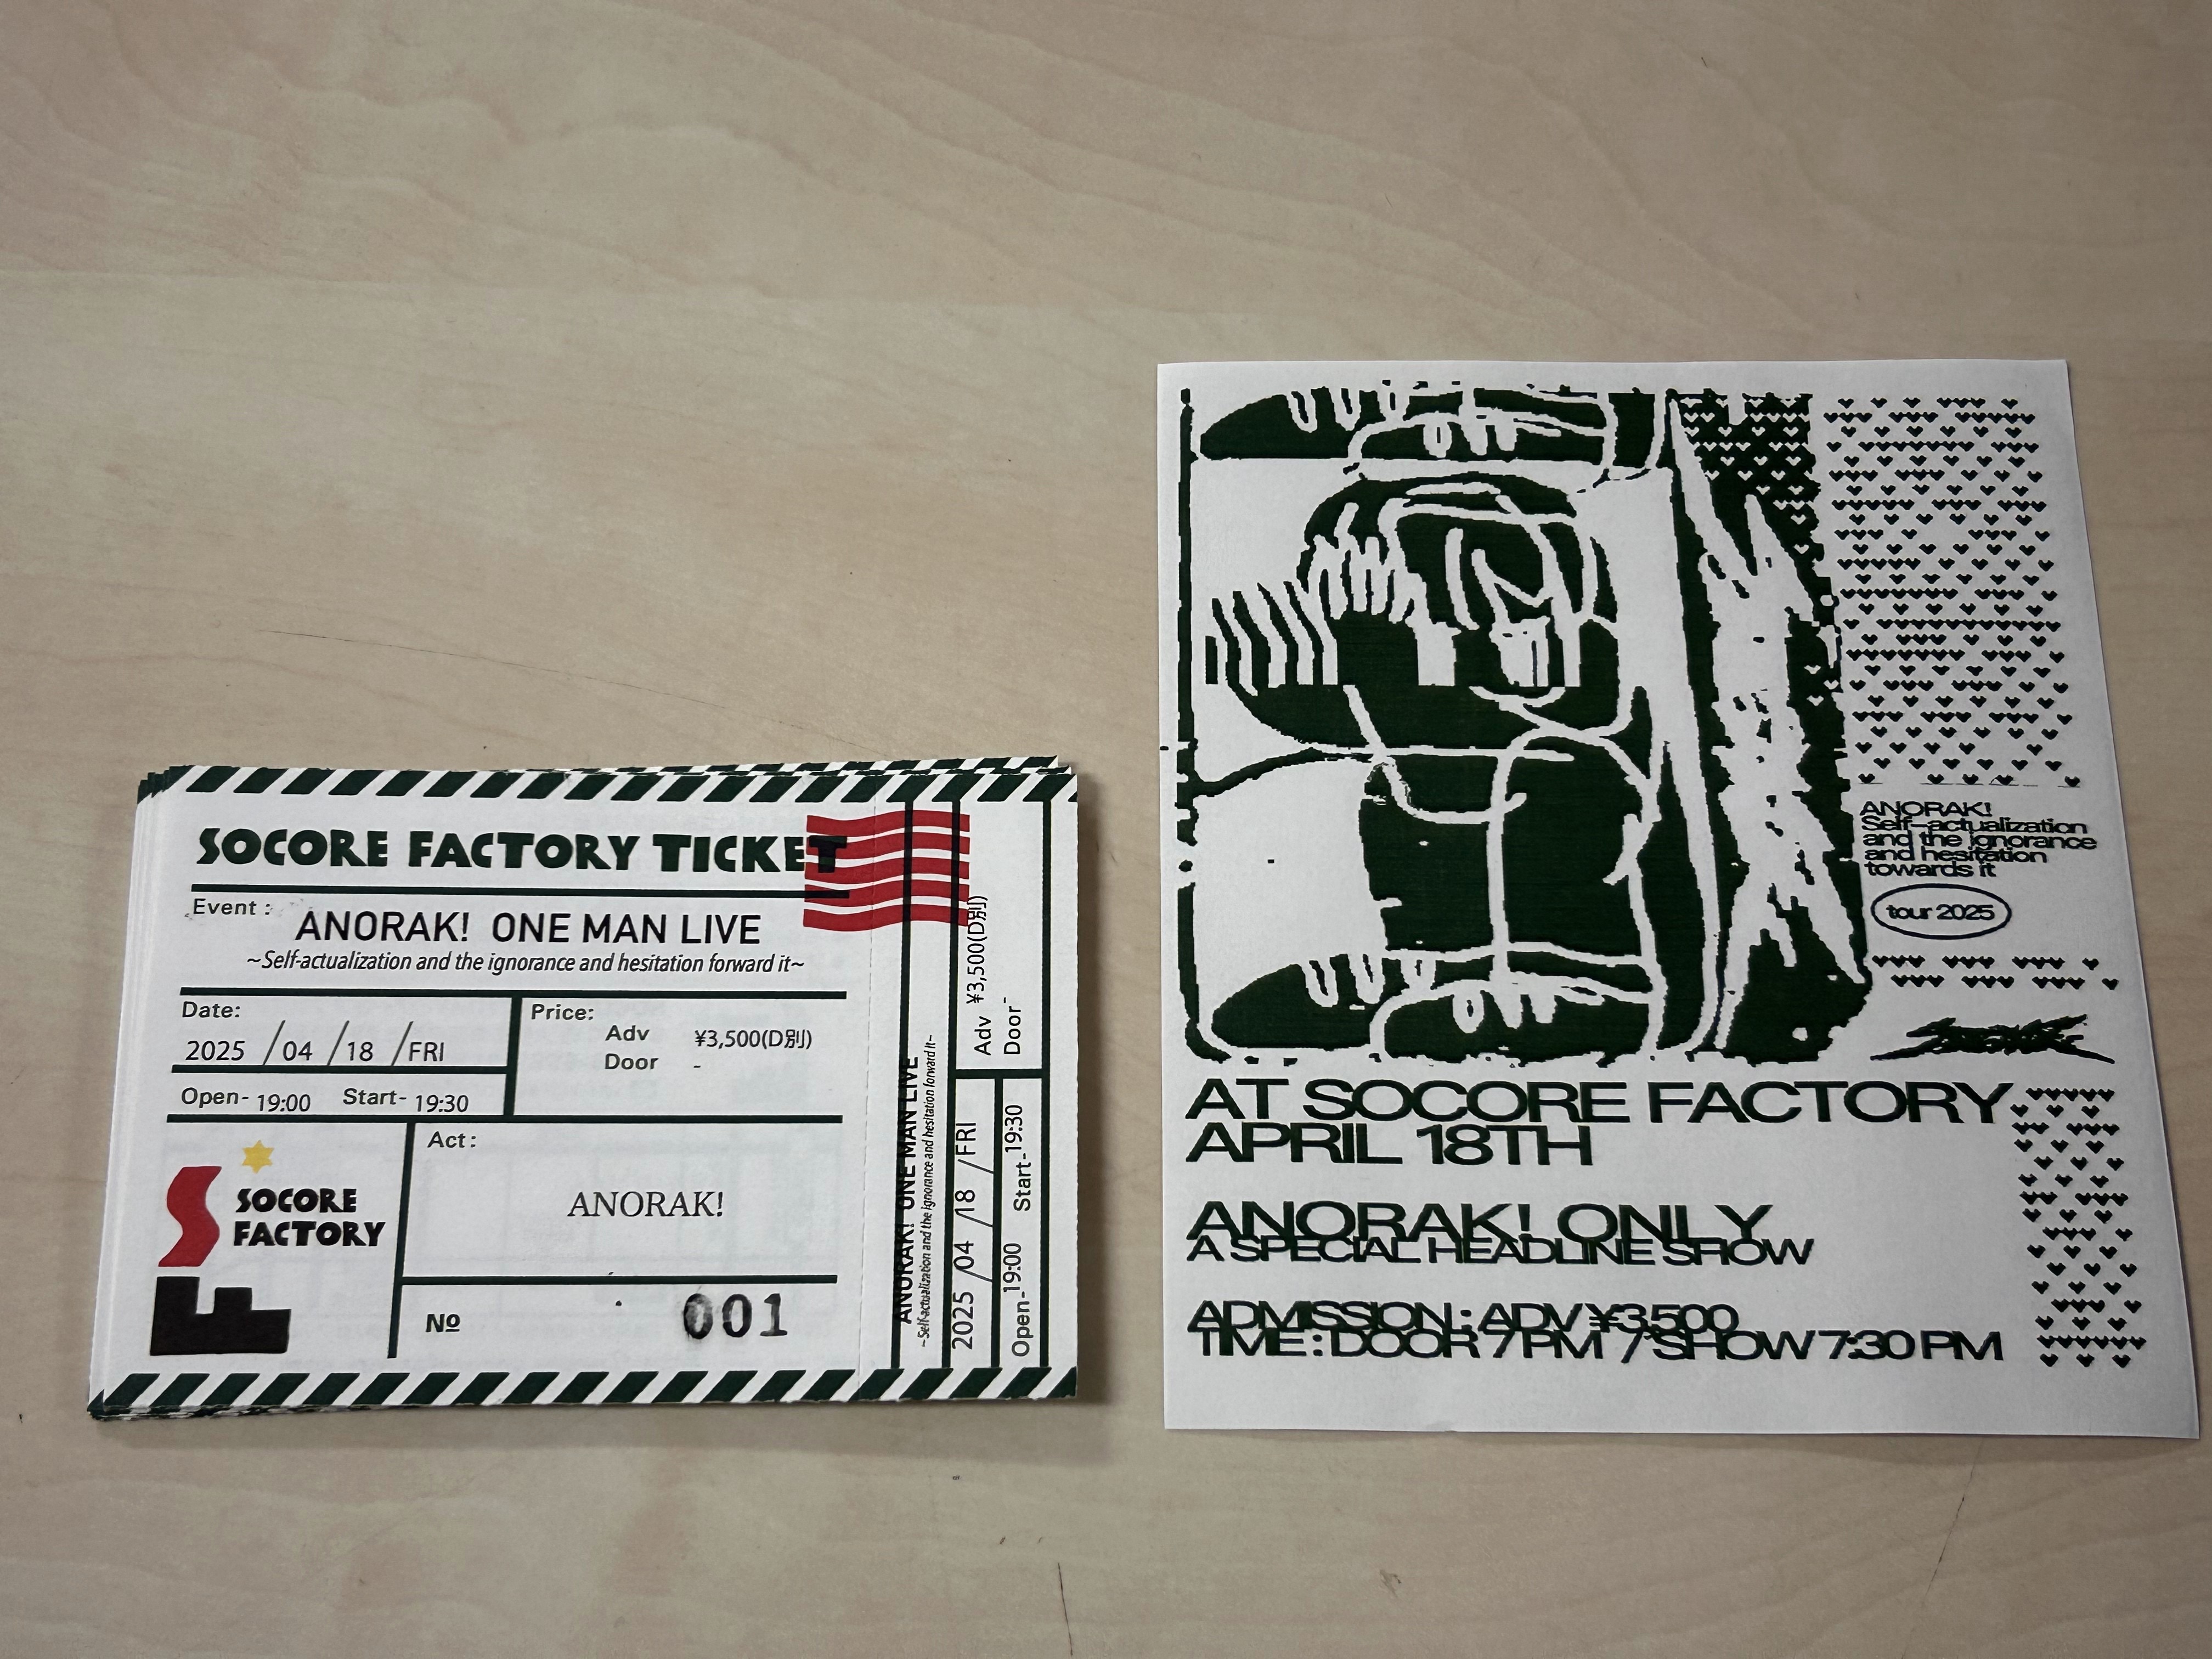 SOCORE FACTORY TICKET
Event :
ANORAK! ONE MAN LIVE
~Self-actualization and the ignorance and hesitation forward it~
Date:
2025 /04 /18 /FRI
Open- 19:00 Start- 19:30
Price:
Adv ¥3,500(D別)
Door -
SOCORE
FACTORY
Act :
ANORAK!
№ 001
ANORAK! ONE MAN LIVE
~Self-actualization and the ignorance and hesitation forward it~
2025 /04 /18 /FRI
Open-19:00 Start-19:30
Adv ¥3,500(D別)
Door -
ANORAK!
Self-actualization
and the ignorance
and hesitation
towards it
tour 2025
AT SOCORE FACTORY
APRIL 18TH
ANORAK! ONLY
A SPECIAL HEADLINE SHOW
ADMISSION : ADV ¥3,500
TIME : DOOR 7 PM / SHOW 7:30 PM